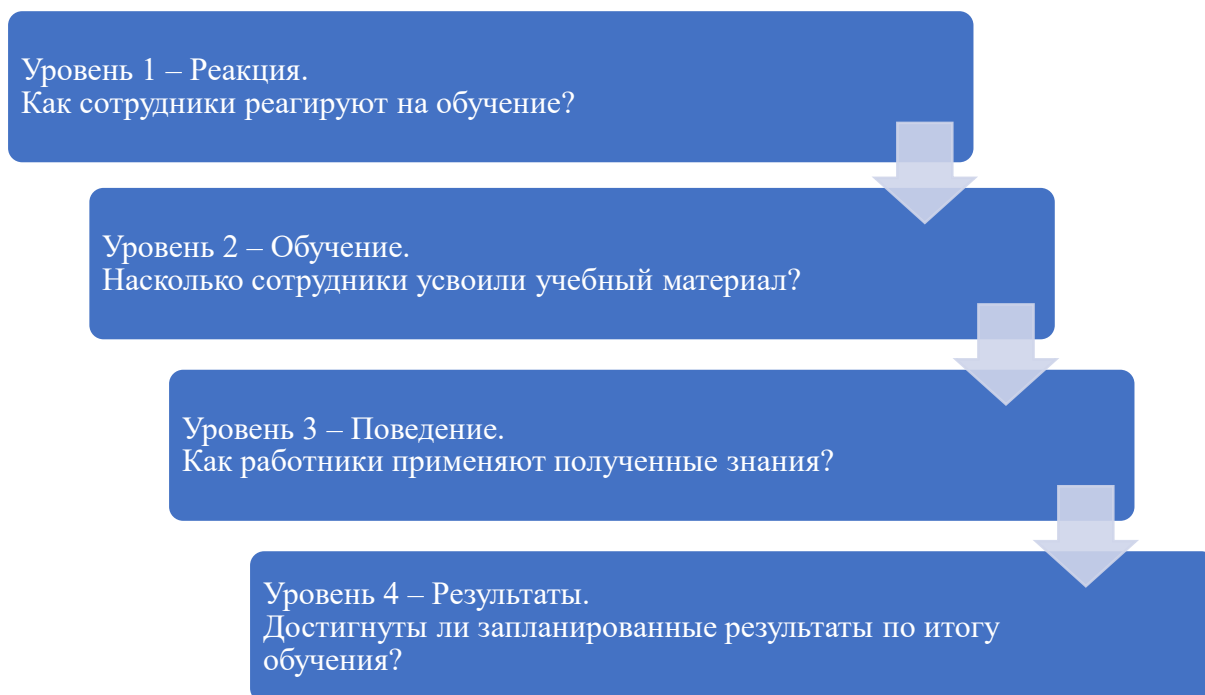 Уровень 1 – Реакция.
Как сотрудники реагируют на обучение?
Уровень 2 – Обучение.
Насколько сотрудники усвоили учебный материал?
Уровень 3 – Поведение.
Как работники применяют полученные знания?
Уровень 4 – Результаты.
Достигнуты ли запланированные результаты по итогу
обучения?